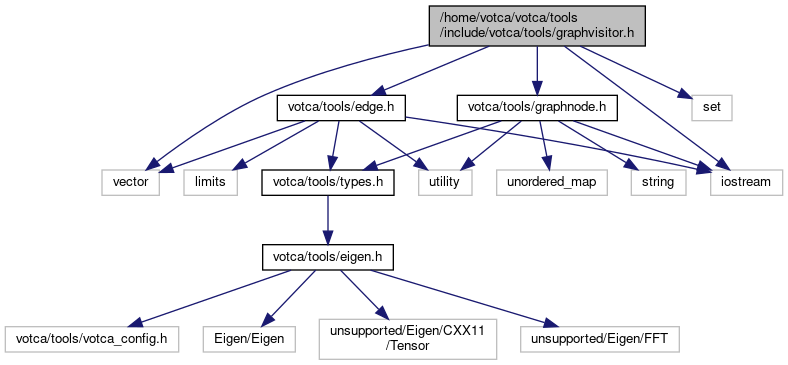 /home/votca/votca/tools
/include/votca/tools/graphvisitor.h
votca/tools/edge.h
votca/tools/graphnode.h
set
vector
limits
votca/tools/types.h
utility
unordered_map
string
iostream
votca/tools/eigen.h
votca/tools/votca_config.h
Eigen/Eigen
unsupported/Eigen/CXX11
/Tensor
unsupported/Eigen/FFT